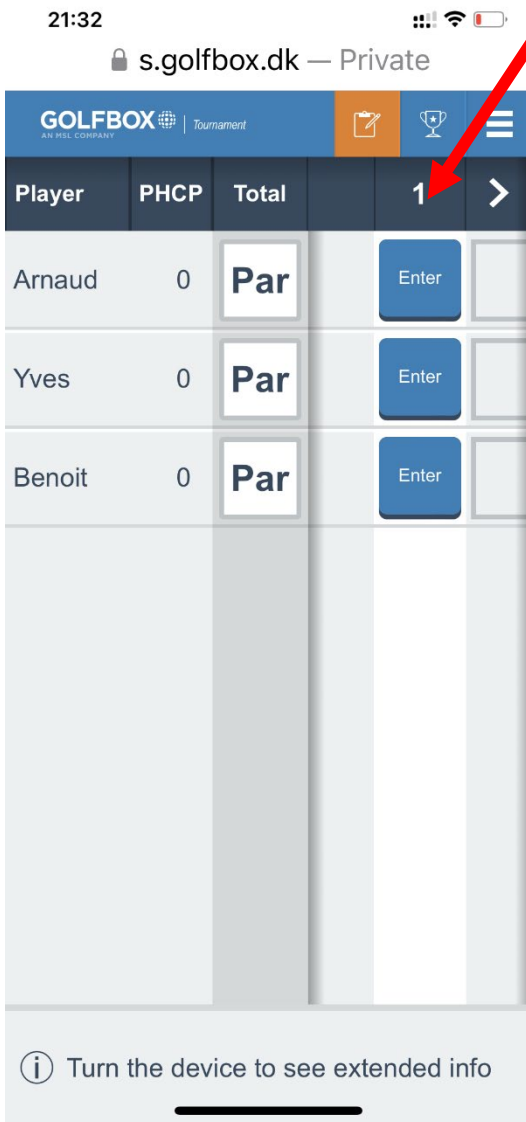 21:32
s.golfbox.dk — Private
GOLFBOX | Tournament
AN MSL COMPANY
Player PHCP Total 1 >
Arnaud 0 Par Enter
Yves 0 Par Enter
Benoit 0 Par Enter
i Turn the device to see extended info